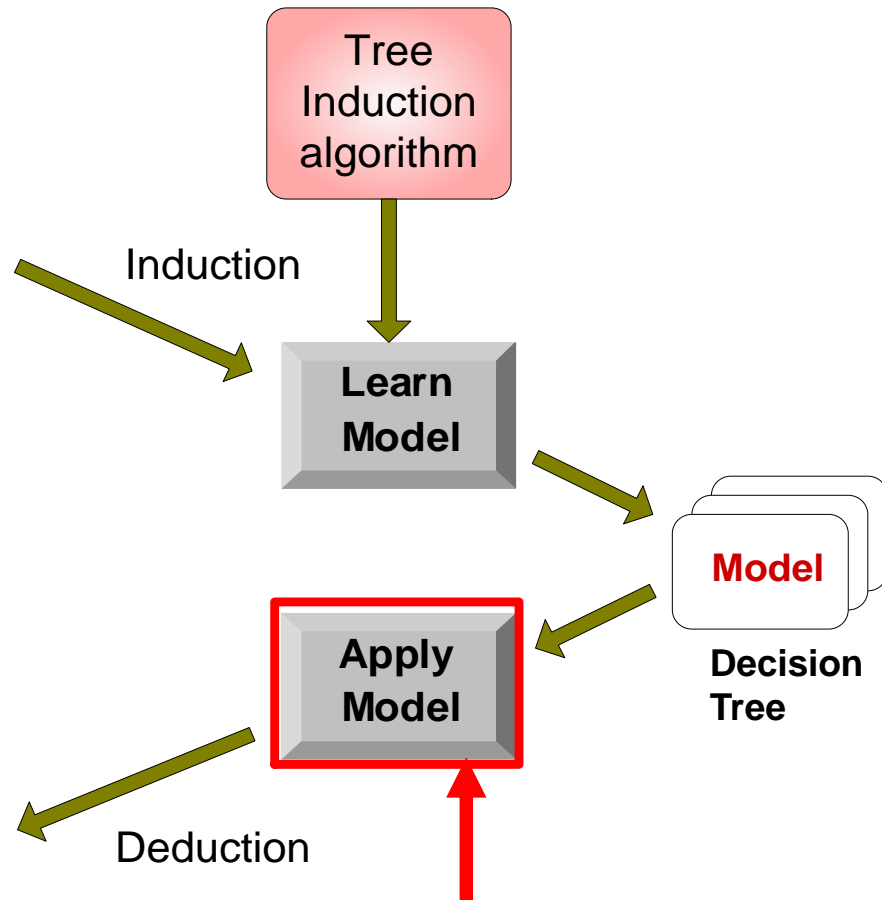 Tree
Induction
algorithm
Induction
Learn
Model
Model
Decision
Tree
Apply
Model
Deduction